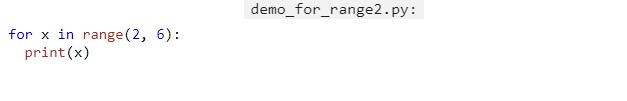 demo_for_range2.py:
for x in range(2, 6):
  print(x)